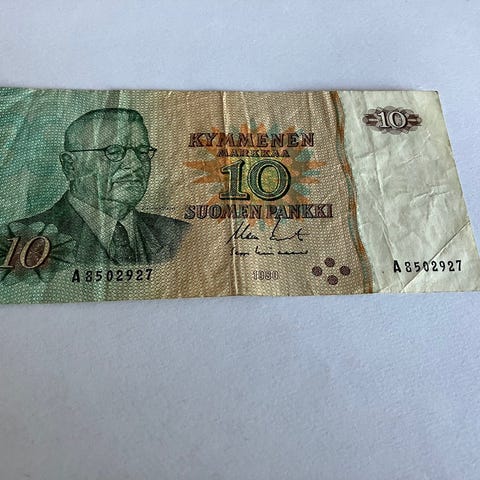 10
KYMMENEN
MARKKAA
10
SUOMEN PANKKI
1980
10
A8502927
A8502927